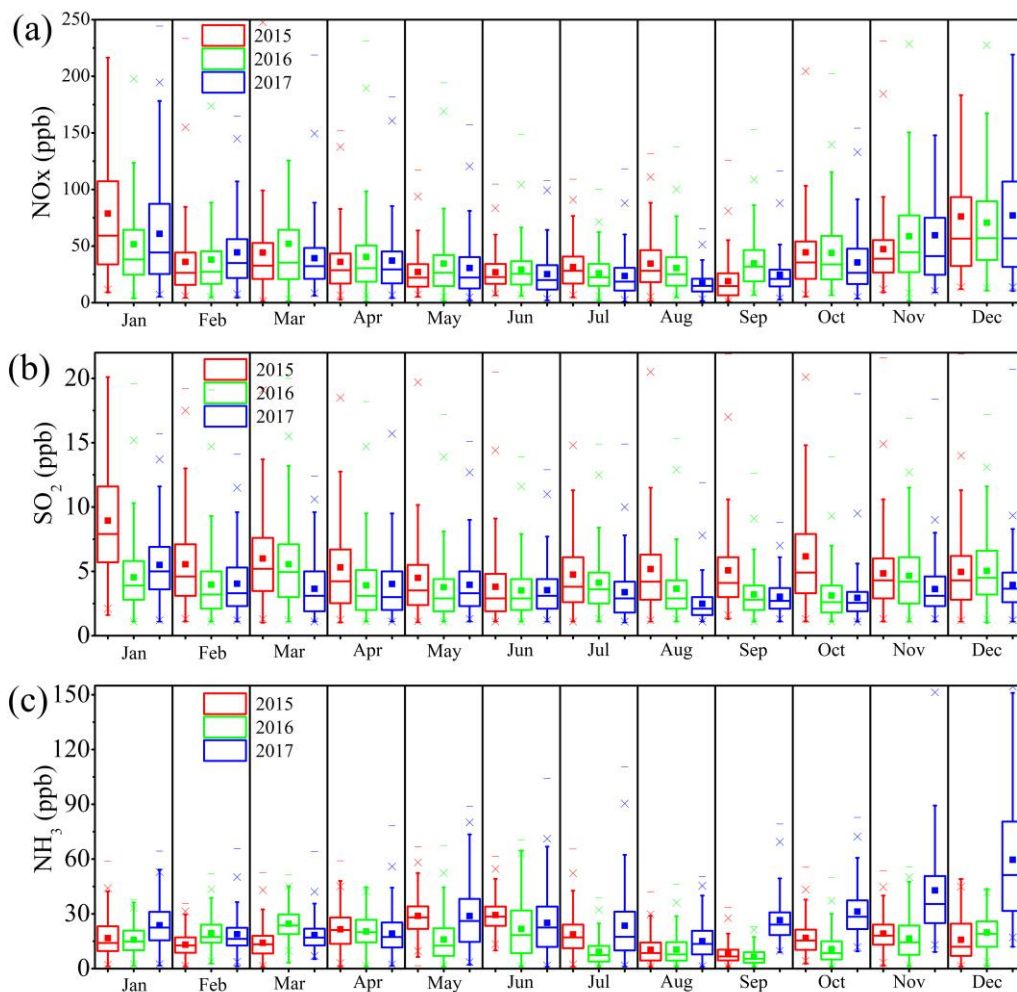 (a)
NOx (ppb)
250
200
150
100
50
0
2015
2016
2017
Jan Feb Mar Apr May Jun Jul Aug Sep Oct Nov Dec
(b)
SO₂ (ppb)
20
15
10
5
0
2015
2016
2017
Jan Feb Mar Apr May Jun Jul Aug Sep Oct Nov Dec
(c)
NH₃ (ppb)
150
120
90
60
30
0
2015
2016
2017
Jan Feb Mar Apr May Jun Jul Aug Sep Oct Nov Dec